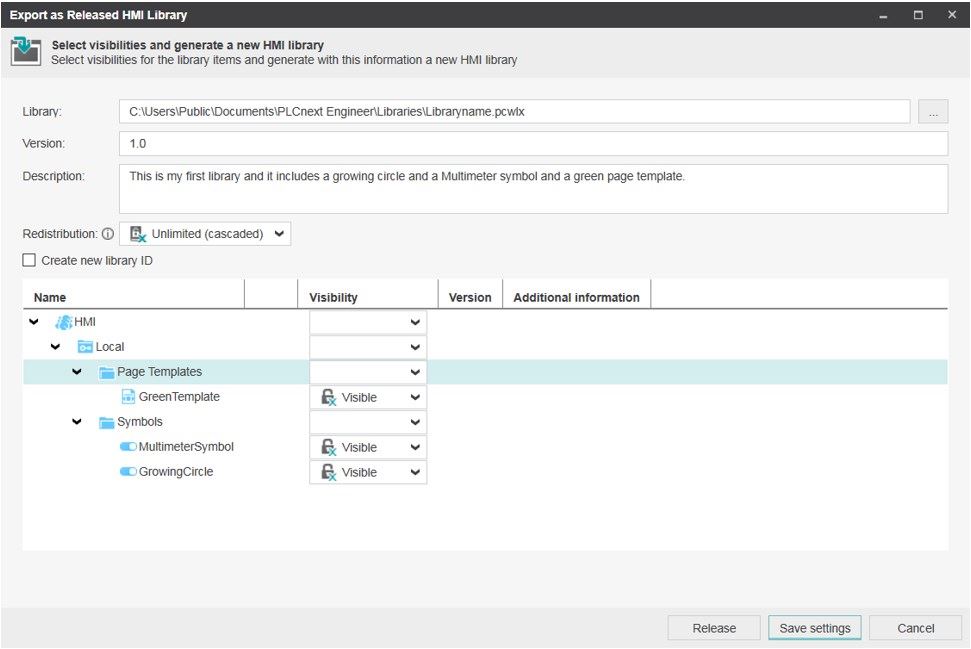 Export as Released HMI Library
Select visibilities and generate a new HMI library
Select visibilities for the library items and generate with this information a new HMI library
Library: C:\Users\Public\Documents\PLCnext Engineer\Libraries\Libraryname.pcwlx ...
Version: 1.0
Description: This is my first library and it includes a growing circle and a Multimeter symbol and a green page template.
Redistribution: Unlimited (cascaded)
Create new library ID
Name Visibility Version Additional information
HMI
Local
Page Templates
GreenTemplate Visible
Symbols
MultimeterSymbol Visible
GrowingCircle Visible
Release Save settings Cancel